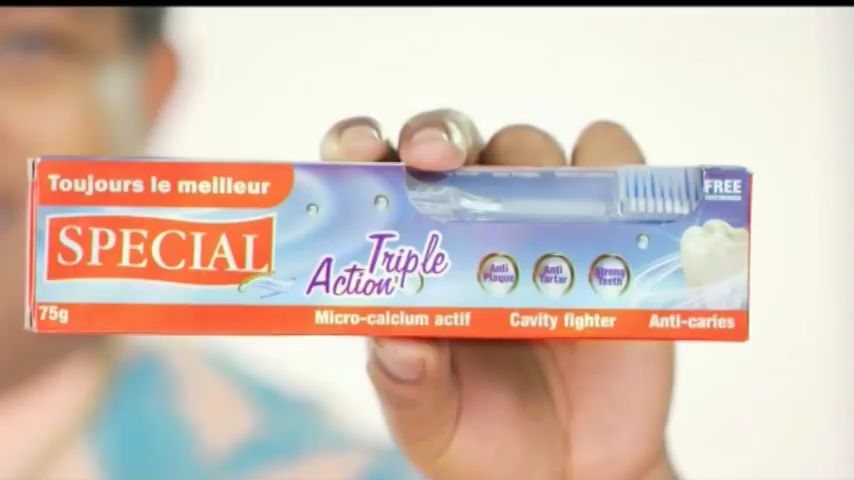 Toujours le meilleur
SPECIAL
Triple
Action
Anti
Plaque
Anti
Tartar
Strong
Teeth
FREE
75g
Micro-calcium actif
Cavity fighter
Anti-caries